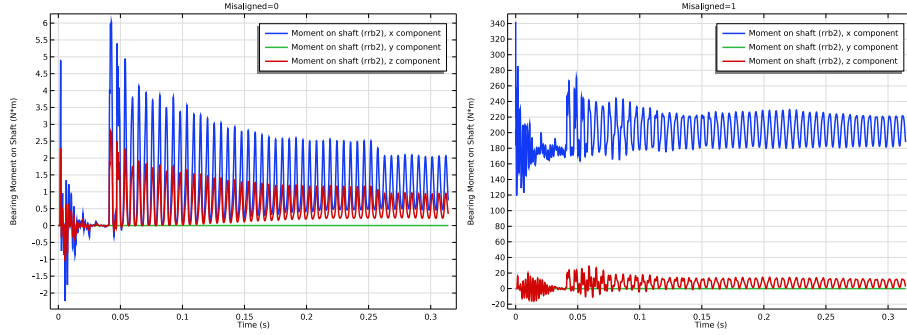 Misaligned=0
Bearing Moment on Shaft (N*m)
6
5.5
5
4.5
4
3.5
3
2.5
2
1.5
1
0.5
0
-0.5
-1
-1.5
-2
Moment on shaft (rrb2), x component
Moment on shaft (rrb2), y component
Moment on shaft (rrb2), z component
0 0.05 0.1 0.15 0.2 0.25 0.3
Time (s)
Misaligned=1
Bearing Moment on Shaft (N*m)
340
320
300
280
260
240
220
200
180
160
140
120
100
80
60
40
20
0
-20
Moment on shaft (rrb2), x component
Moment on shaft (rrb2), y component
Moment on shaft (rrb2), z component
0 0.05 0.1 0.15 0.2 0.25 0.3
Time (s)